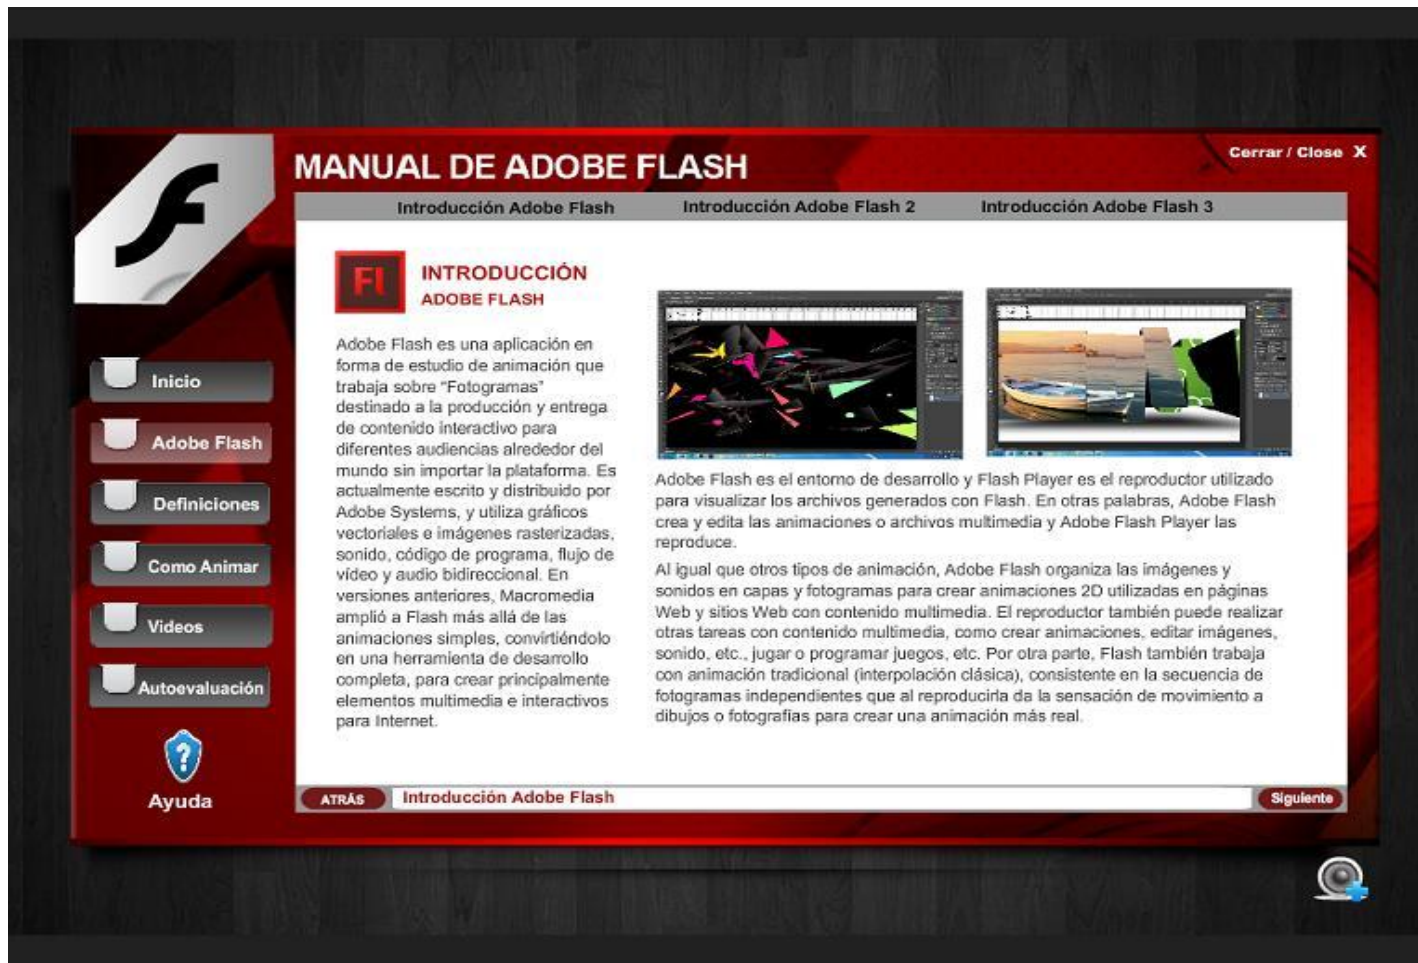 MANUAL DE ADOBE FLASH
Cerrar / Close X
Introducción Adobe Flash
Introducción Adobe Flash 2
Introducción Adobe Flash 3
Inicio
Adobe Flash
Definiciones
Como Animar
Videos
Autoevaluación
?
Ayuda
Fl
INTRODUCCIÓN
ADOBE FLASH
Adobe Flash es una aplicación en
forma de estudio de animación que
trabaja sobre “Fotogramas”
destinado a la producción y entrega
de contenido interactivo para
diferentes audiencias alrededor del
mundo sin importar la plataforma. Es
actualmente escrito y distribuido por
Adobe Systems, y utiliza gráficos
vectoriales e imágenes rasterizadas,
sonido, código de programa, flujo de
vídeo y audio bidireccional. En
versiones anteriores, Macromedia
amplió a Flash más allá de las
animaciones simples, convirtiéndolo
en una herramienta de desarrollo
completa, para crear principalmente
elementos multimedia e interactivos
para Internet.
Adobe Flash es el entorno de desarrollo y Flash Player es el reproductor utilizado
para visualizar los archivos generados con Flash. En otras palabras, Adobe Flash
crea y edita las animaciones o archivos multimedia y Adobe Flash Player las
reproduce.
Al igual que otros tipos de animación, Adobe Flash organiza las imágenes y
sonidos en capas y fotogramas para crear animaciones 2D utilizadas en páginas
Web y sitios Web con contenido multimedia. El reproductor también puede realizar
otras tareas con contenido multimedia, como crear animaciones, editar imágenes,
sonido, etc., jugar o programar juegos, etc. Por otra parte, Flash también trabaja
con animación tradicional (interpolación clásica), consistente en la secuencia de
fotogramas independientes que al reproducirla da la sensación de movimiento a
dibujos o fotografías para crear una animación más real.
ATRÁS
Introducción Adobe Flash
Siguiente